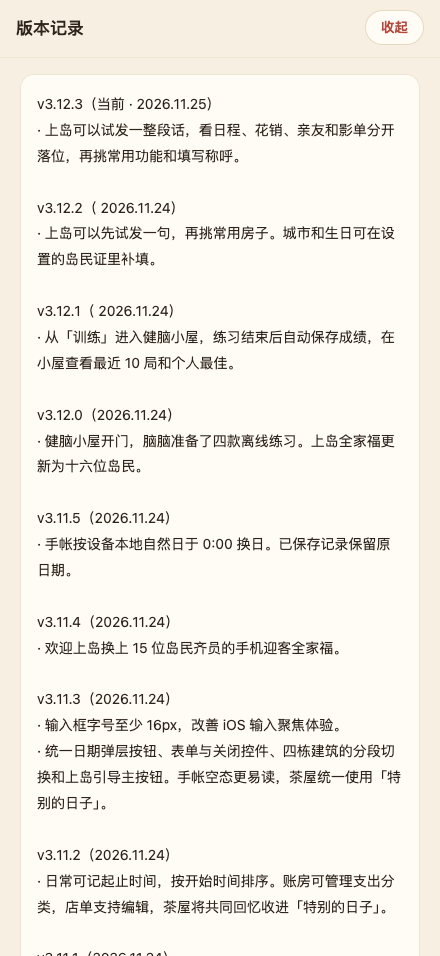 版本记录
收起
v3.12.3（当前 · 2026.11.25）
· 上岛可以试发一整段话，看日程、花销、亲友和影单分开
落位，再挑常用功能和填写称呼。
v3.12.2（ 2026.11.24）
· 上岛可以先试发一句，再挑常用房子。城市和生日可在设
置的岛民证里补填。
v3.12.1（ 2026.11.24）
· 从「训练」进入健脑小屋，练习结束后自动保存成绩，在
小屋查看最近 10 局和个人最佳。
v3.12.0（2026.11.24）
· 健脑小屋开门，脑脑准备了四款离线练习。上岛全家福更
新为十六位岛民。
v3.11.5（2026.11.24）
· 手帐按设备本地自然日于 0:00 换日。已保存记录保留原
日期。
v3.11.4（2026.11.24）
· 欢迎上岛换上 15 位岛民齐员的手机迎客全家福。
v3.11.3（2026.11.24）
· 输入框字号至少 16px，改善 iOS 输入聚焦体验。
· 统一日期弹层按钮、表单与关闭控件、四栋建筑的分段切
换和上岛引导主按钮。手帐空态更易读，茶屋统一使用「特
别的日子」。
v3.11.2（2026.11.24）
· 日常可记起止时间，按开始时间排序。账房可管理支出分
类，店单支持编辑，茶屋将共同回忆收进「特别的日子」。
v3.11.1（2026.11.24）